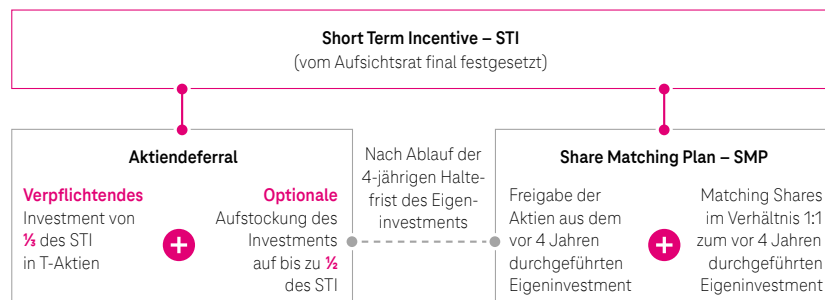 Short Term Incentive – STI
(vom Aufsichtsrat final festgesetzt)
Aktiendeferral
Verpflichtendes
Investment von
⅓ des STI
in T-Aktien
+
Optionale
Aufstockung des
Investments
auf bis zu ½
des STI
Nach Ablauf der
4-jährigen Halte-
frist des Eigen-
investments
Share Matching Plan – SMP
Freigabe der
Aktien aus dem
vor 4 Jahren
durchgeführten
Eigeninvestment
+
Matching Shares
im Verhältnis 1:1
zum vor 4 Jahren
durchgeführten
Eigeninvestment